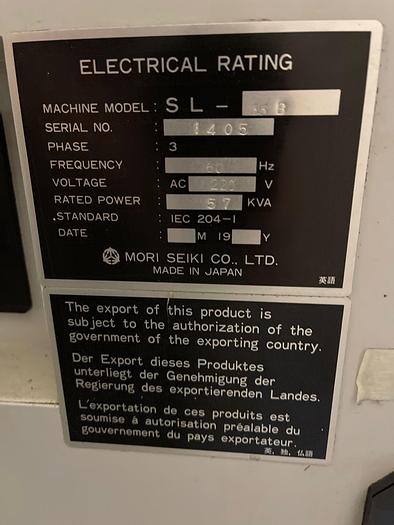 ELECTRICAL RATING
MACHINE MODEL : SL-
SERIAL NO. : 1405
PHASE : 3
FREQUENCY : 60 Hz
VOLTAGE : AC 220 V
RATED POWER : 57 KVA
.STANDARD : IEC 204-1
DATE : M 19 Y
MORI SEIKI CO., LTD.
MADE IN JAPAN
英語
The export of this product is
subject to the authorization of the
government of the exporting country.
Der Export dieses Produktes
unterliegt der Genehmigung der
Regierung des exportierenden Landes.
L'exportation de ces produits est
soumise à autorisation préalable du
gouvernement du pays exportateur.
英、独、仏語